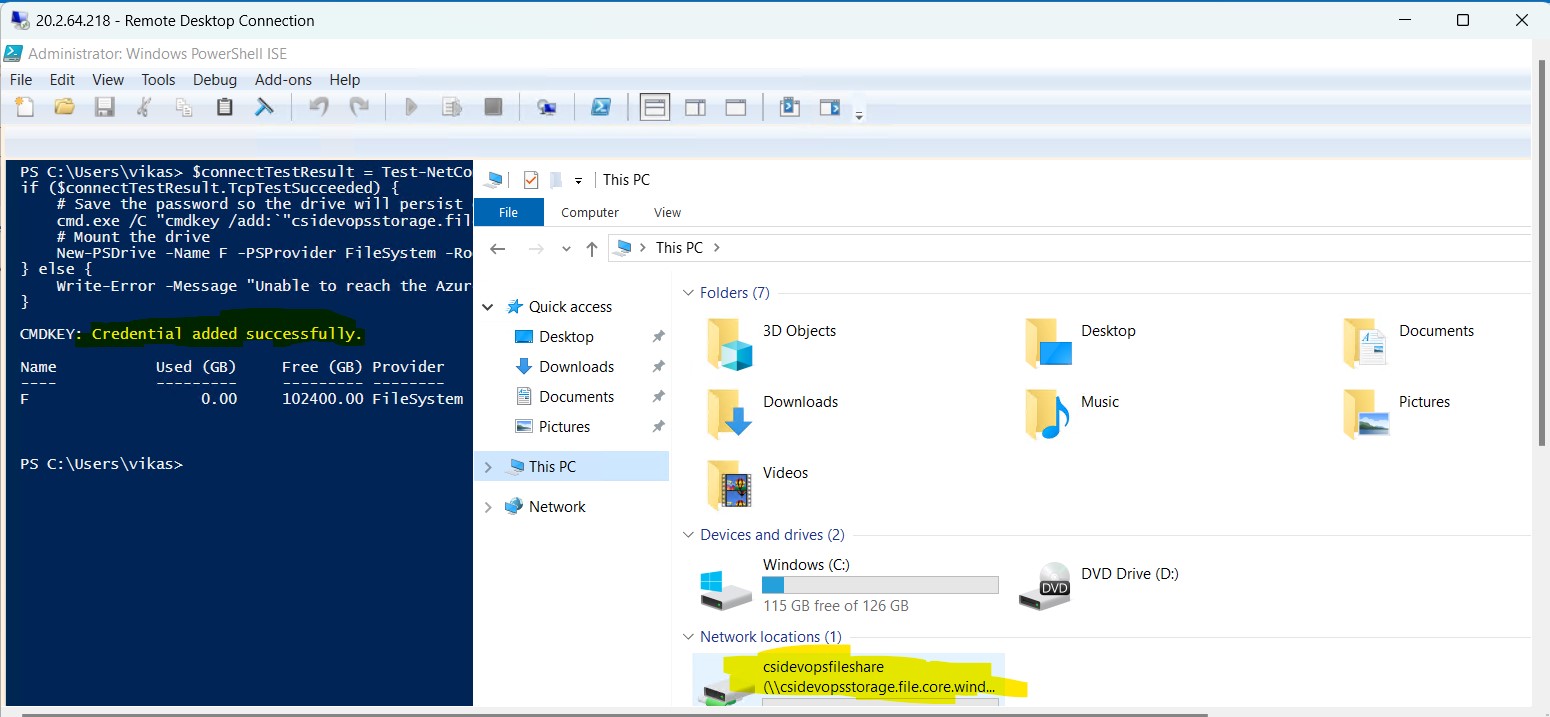 20.2.64.218 - Remote Desktop Connection
Administrator: Windows PowerShell ISE
File Edit View Tools Debug Add-ons Help
PS C:\Users\vikas> $connectTestResult = Test-NetCo
if ($connectTestResult.TcpTestSucceeded) {
# Save the password so the drive will persist
cmd.exe /C "cmdkey /add:`"csidevopsstorage.fil
# Mount the drive
New-PSDrive -Name F -PSProvider FileSystem -Ro
} else {
Write-Error -Message "Unable to reach the Azur
}
CMDKEY: Credential added successfully.
Name Used (GB) Free (GB) Provider
---- --------- --------- --------
F 0.00 102400.00 FileSystem
PS C:\Users\vikas>
This PC
File Computer View
This PC
Quick access
Desktop
Downloads
Documents
Pictures
This PC
Network
Folders (7)
3D Objects Desktop Documents
Downloads Music Pictures
Videos
Devices and drives (2)
Windows (C:)
115 GB free of 126 GB
DVD Drive (D:)
DVD
Network locations (1)
csidevopsfileshare
(\\csidevopsstorage.file.core.wind...